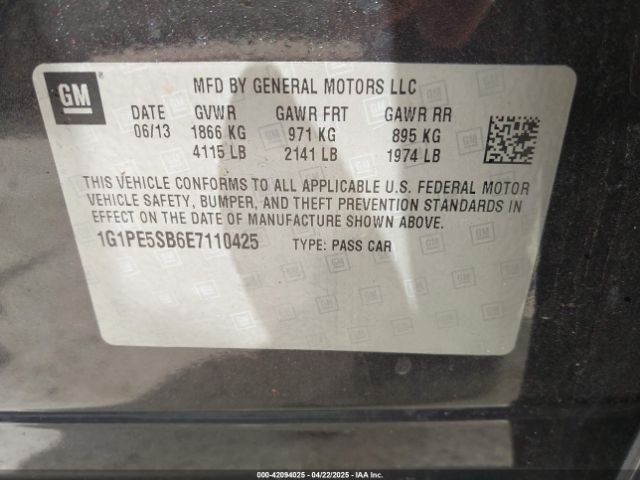 GM
MFD BY GENERAL MOTORS LLC
DATE GVWR GAWR FRT GAWR RR
06/13 1866 KG 971 KG 895 KG
4115 LB 2141 LB 1974 LB
THIS VEHICLE CONFORMS TO ALL APPLICABLE U.S. FEDERAL MOTOR
VEHICLE SAFETY, BUMPER, AND THEFT PREVENTION STANDARDS IN
EFFECT ON THE DATE OF MANUFACTURE SHOWN ABOVE.
1G1PE5SB6E7110425 TYPE: PASS CAR
000-42094025 - 04/22/2025 - Copyright © 2025 IAA, Inc.